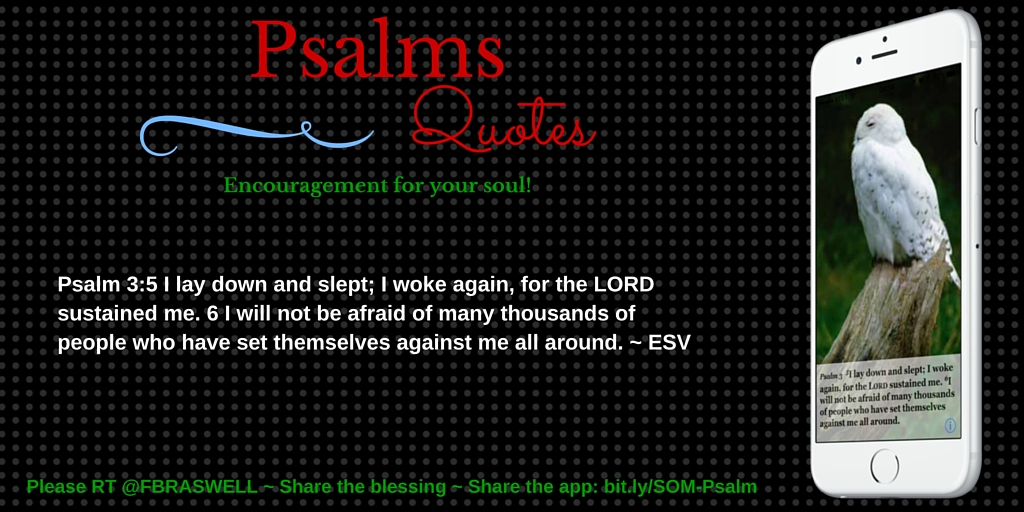 Psalms
Quotes
Encouragement for your soul!
Psalm 3:5 I lay down and slept; I woke again, for the LORD
sustained me. 6 I will not be afraid of many thousands of
people who have set themselves against me all around. ~ ESV
Psalm 3 ⁵I lay down and slept; I woke
again, for the LORD sustained me. ⁶I
will not be afraid of many thousands
of people who have set themselves
against me all around.
Please RT @FBRASWELL ~ Share the blessing ~ Share the app: bit.ly/SOM-Psalm